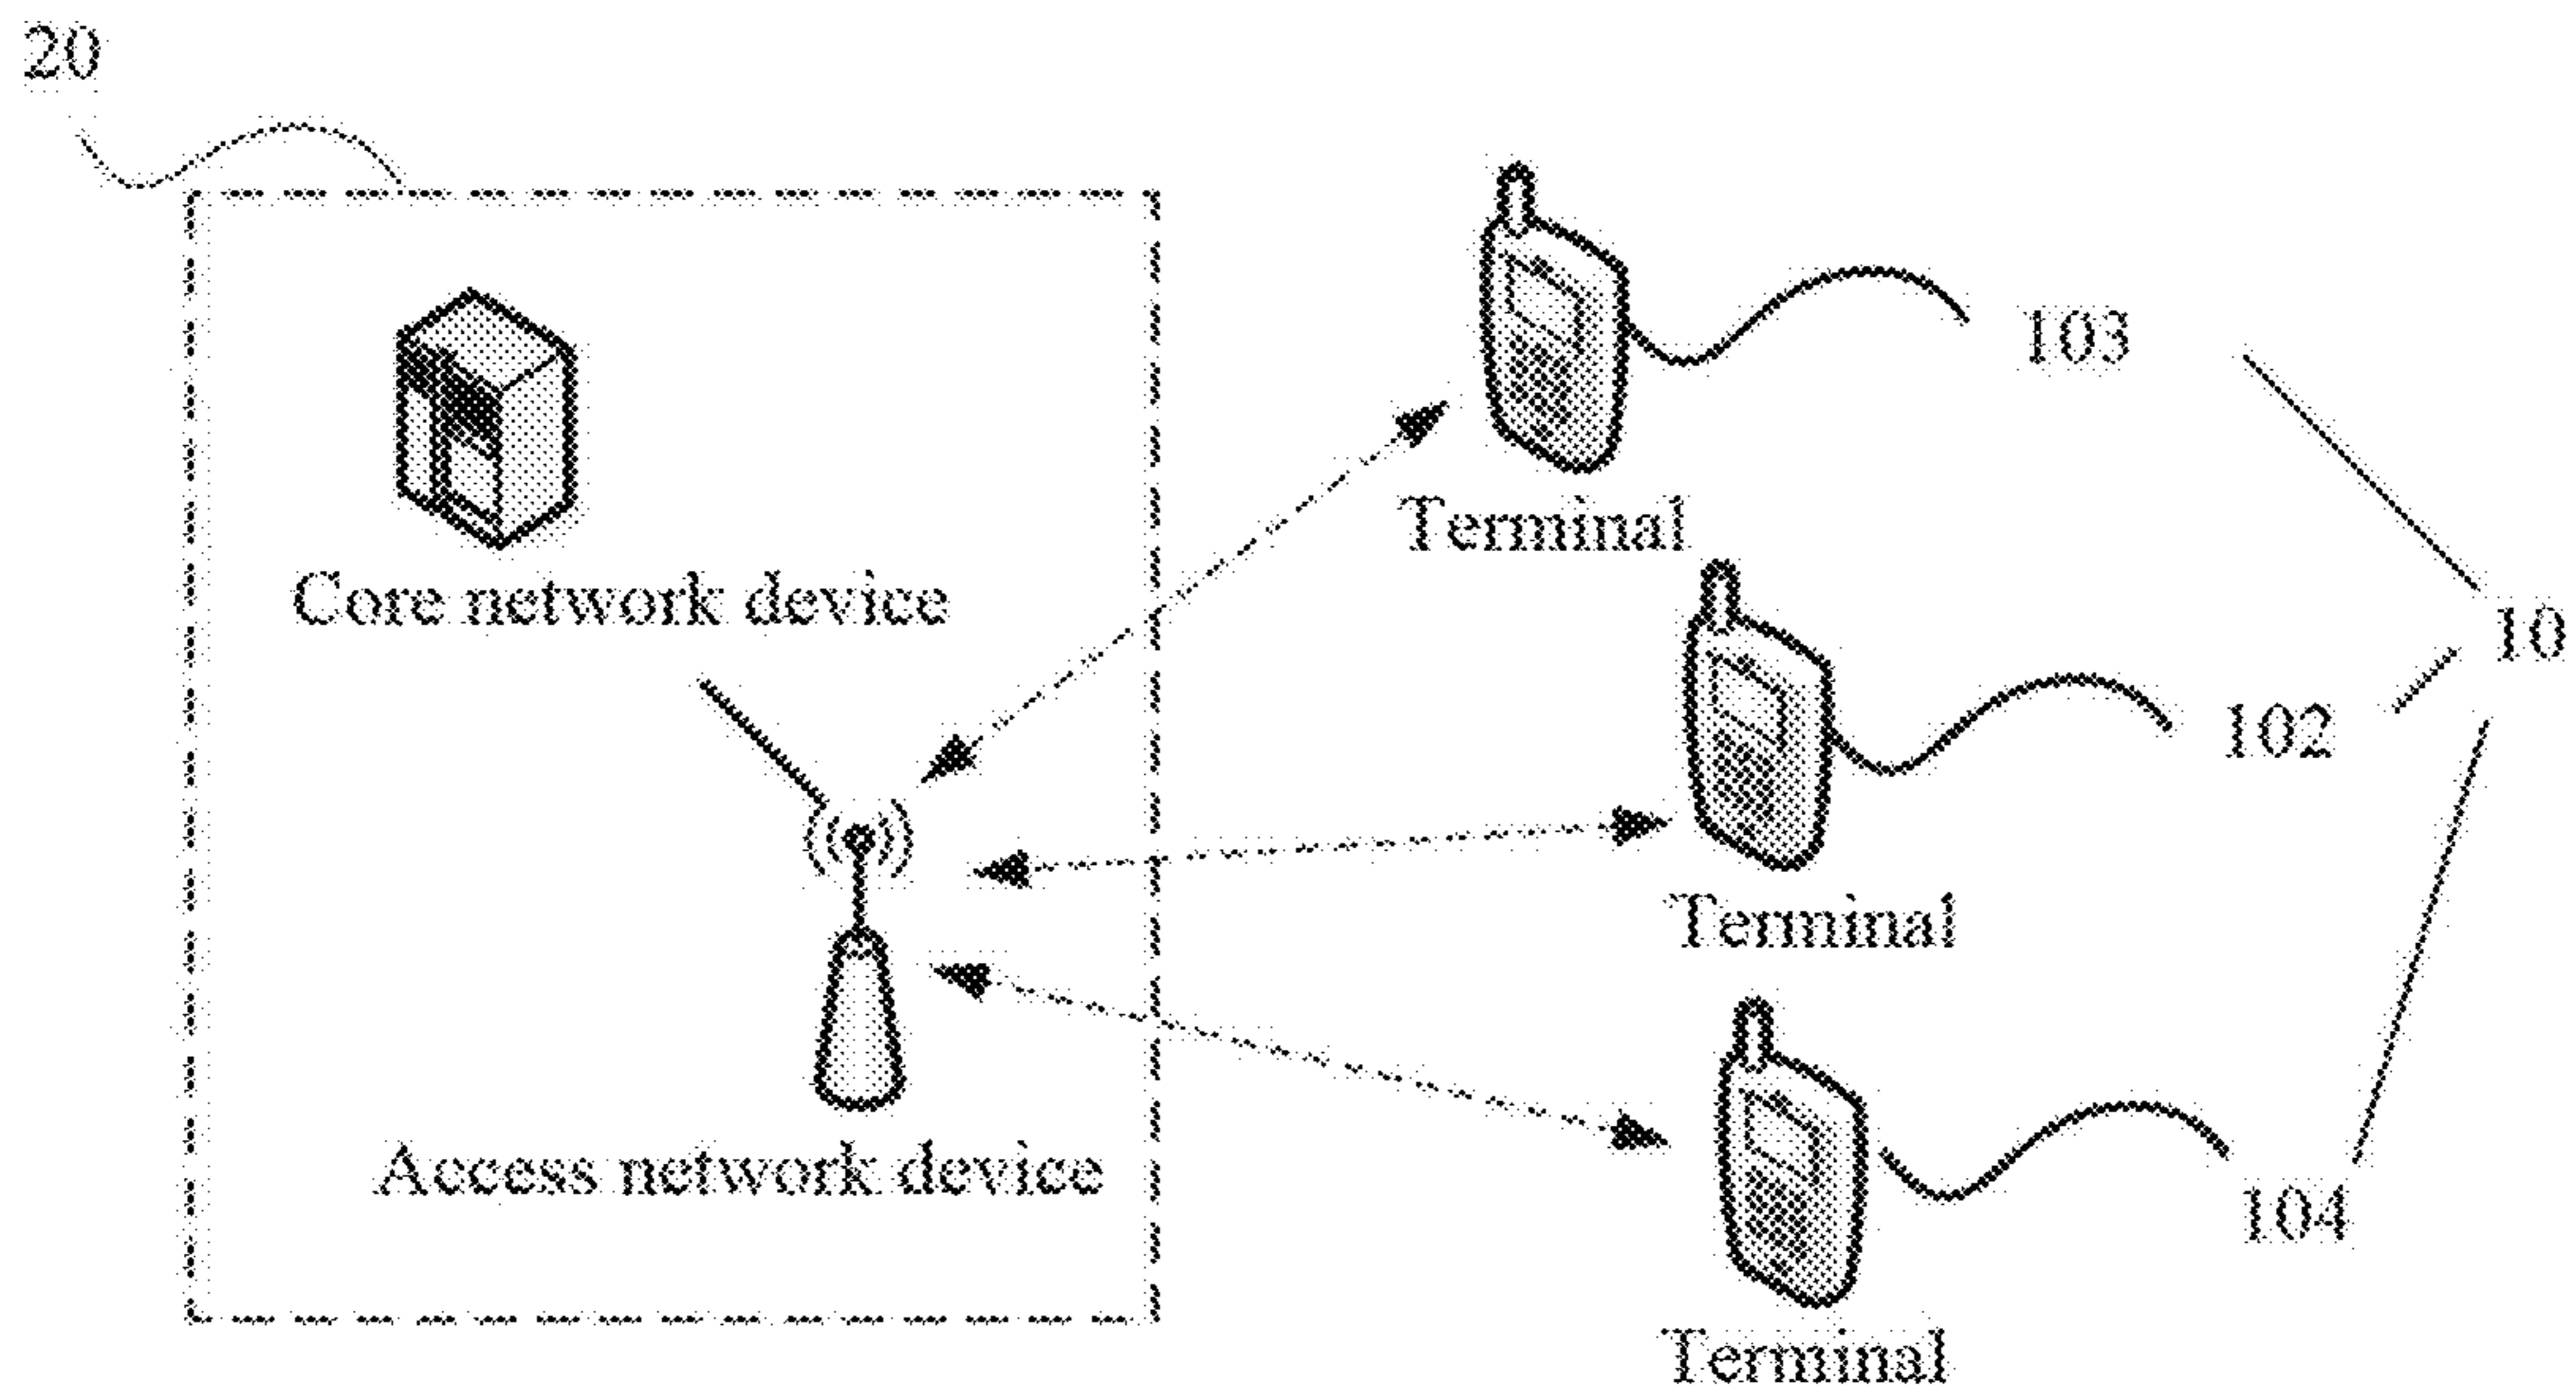 20
103
Terminal
Core network device
10
102
Terminal
Access network device
104
Terminal